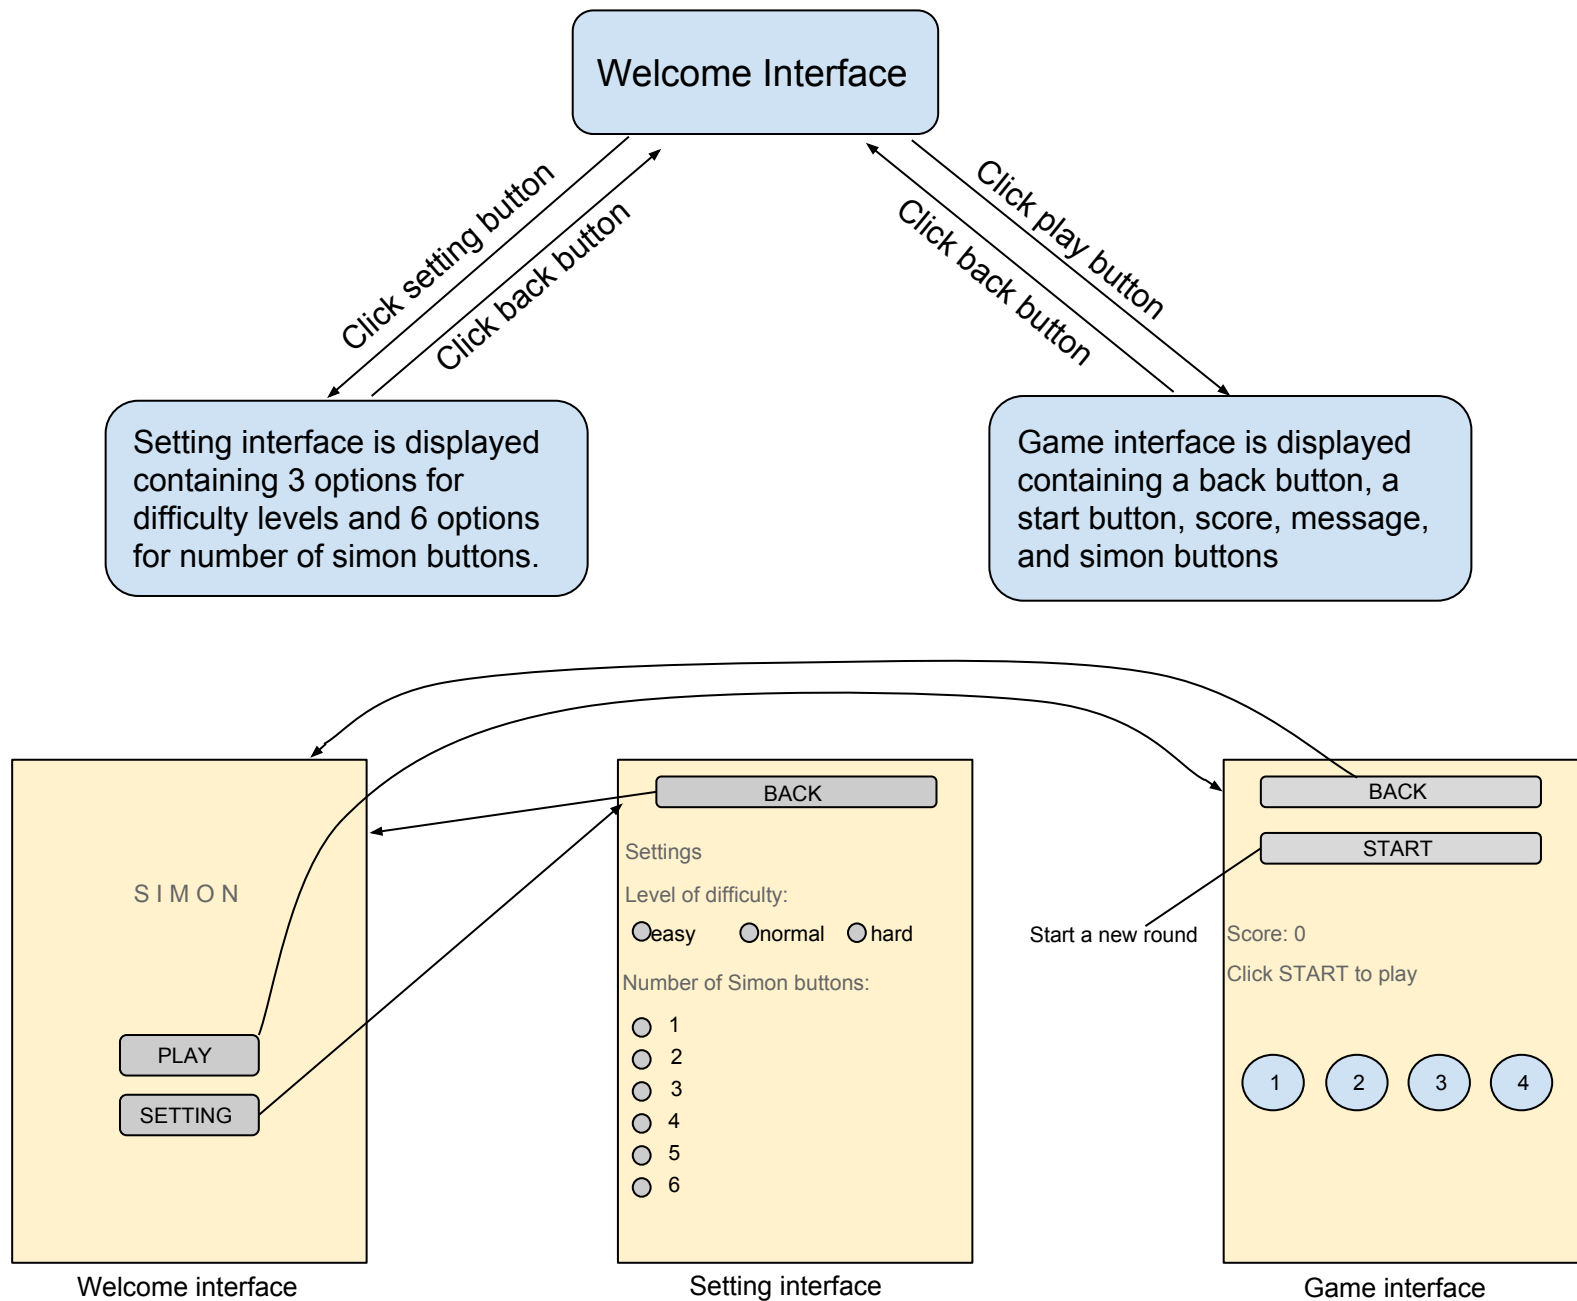 Welcome Interface
Click setting button
Click back button
Click back button
Click play button
Setting interface is displayed
containing 3 options for
difficulty levels and 6 options
for number of simon buttons.
Game interface is displayed
containing a back button, a
start button, score, message,
and simon buttons
S I M O N
PLAY
SETTING
Welcome interface
BACK
Settings
Level of difficulty:
easy normal hard
Number of Simon buttons:
1
2
3
4
5
6
Setting interface
BACK
START
Start a new round
Score: 0
Click START to play
1 2 3 4
Game interface